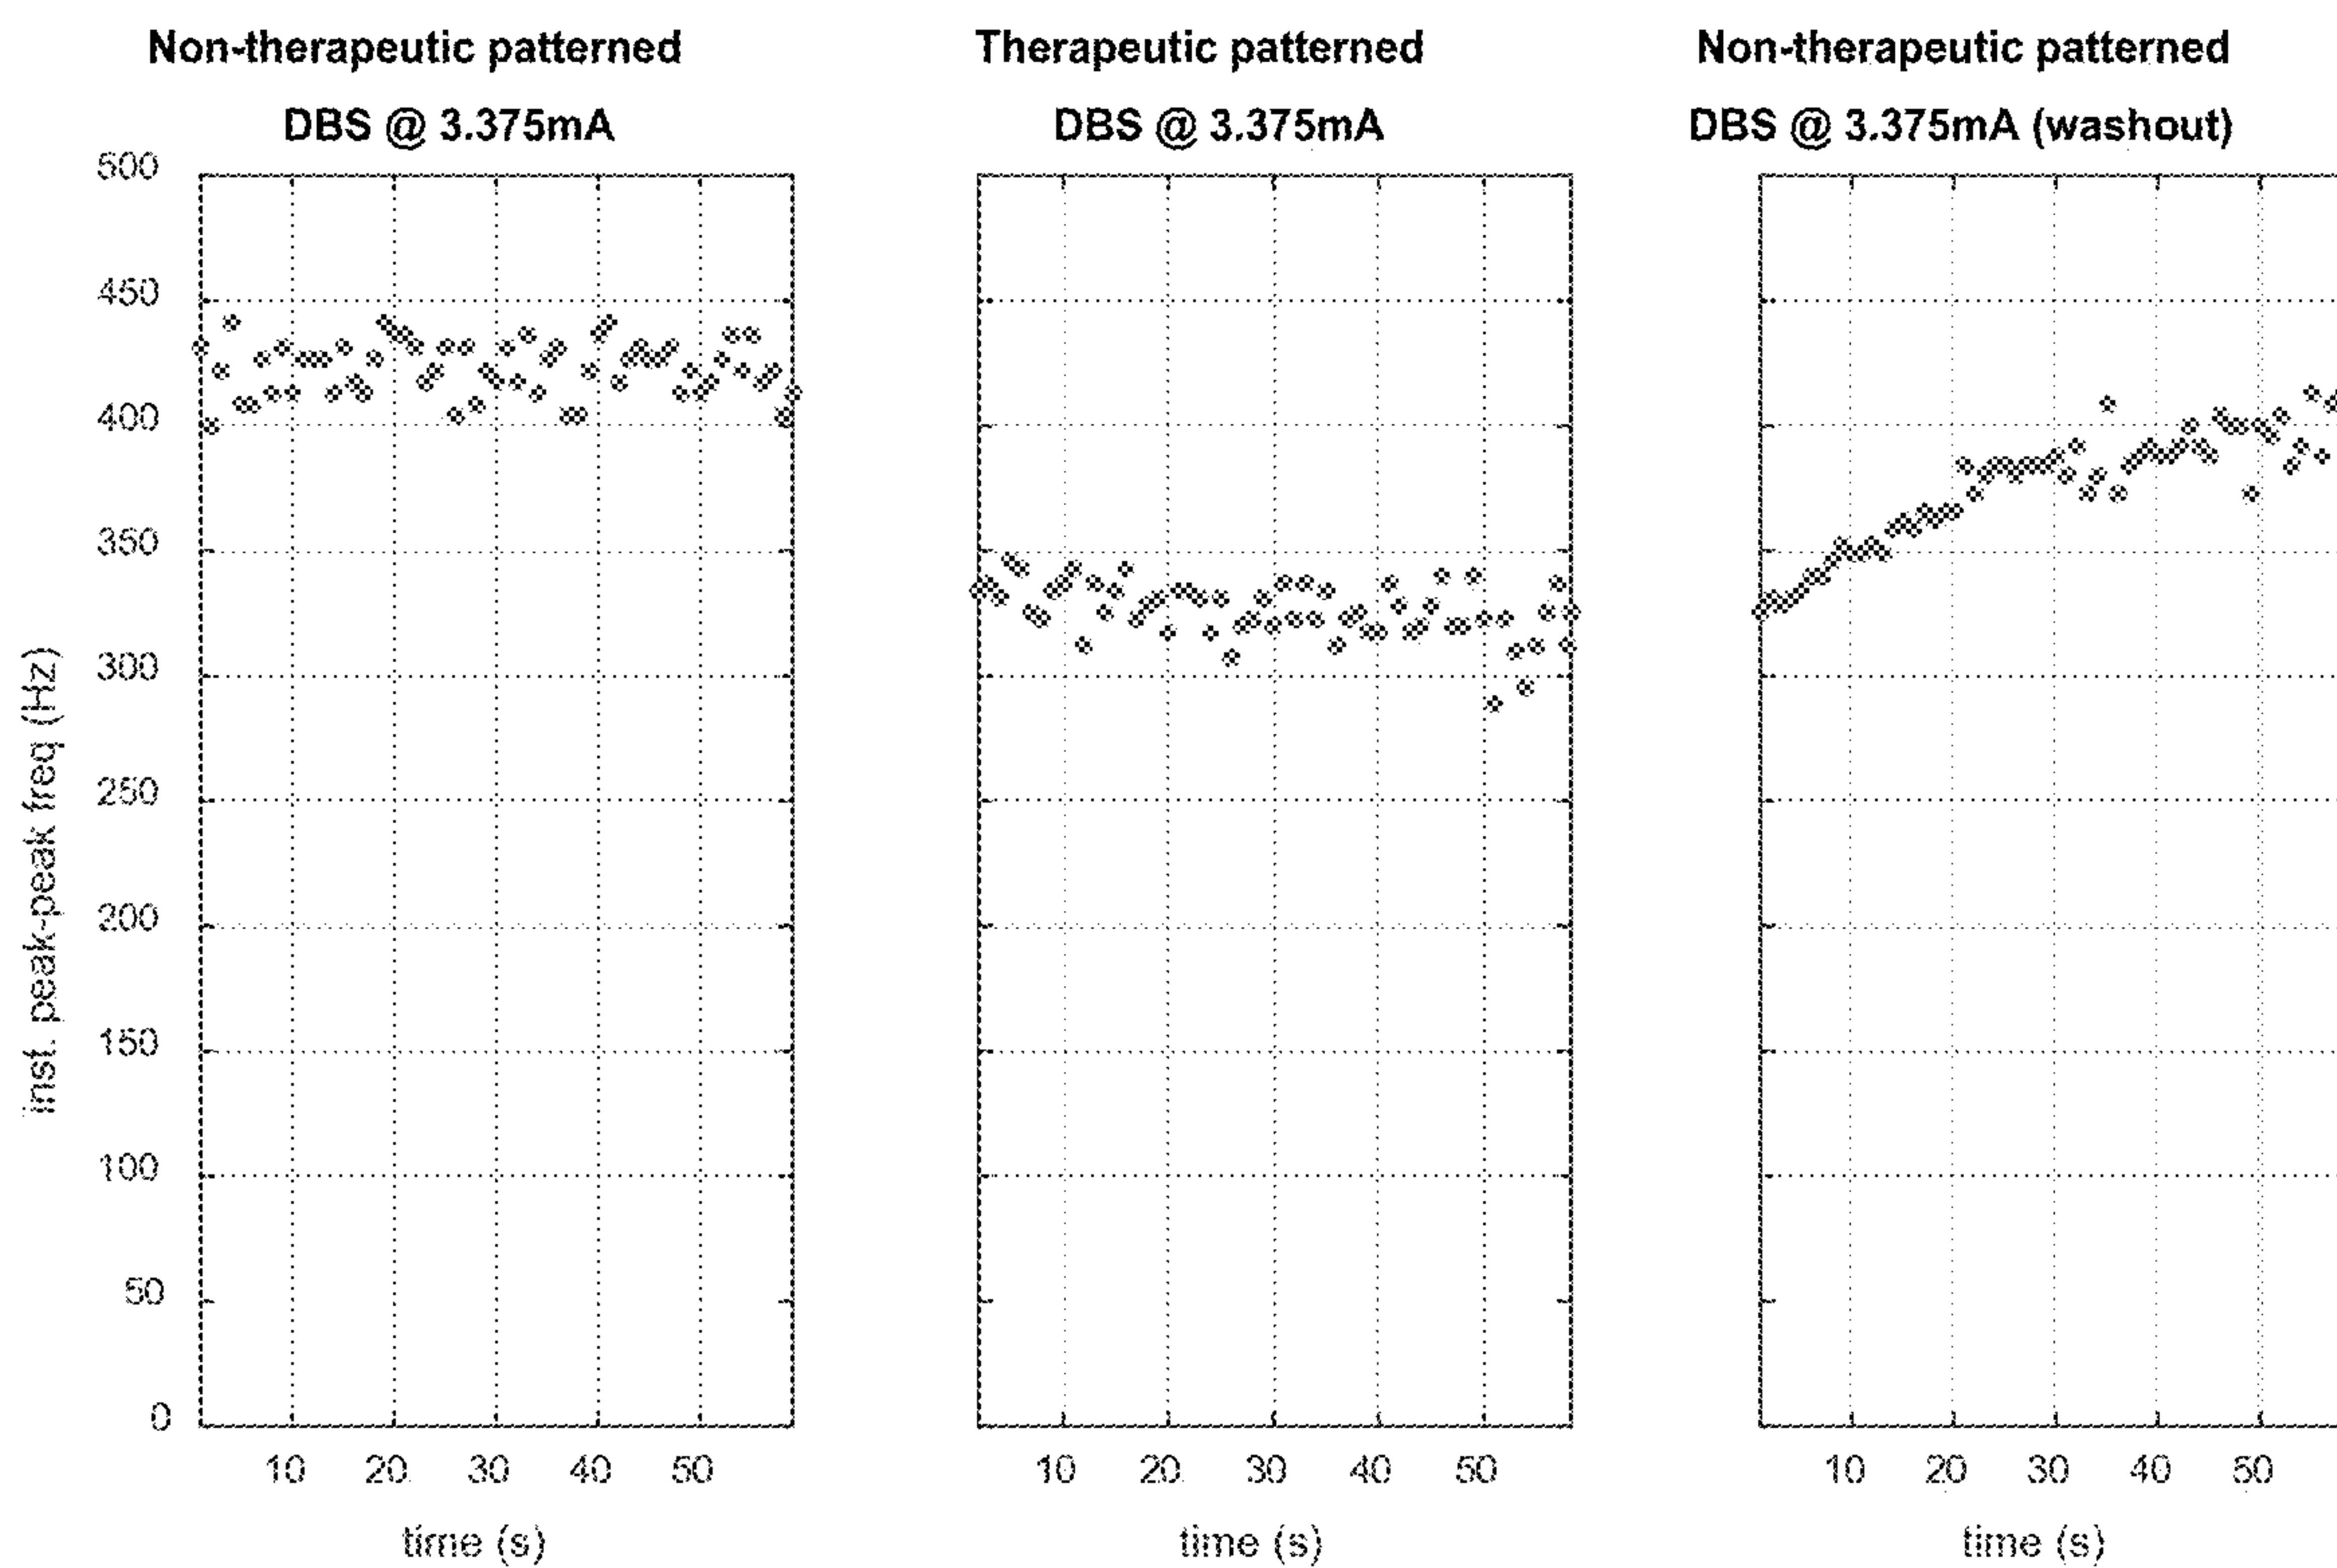 Non-therapeutic patterned
DBS @ 3.375mA
Therapeutic patterned
DBS @ 3.375mA
Non-therapeutic patterned
DBS @ 3.375mA (washout)
inst. peak-peak freq (Hz)
500
450
400
350
300
250
200
150
100
50
0
10 20 30 40 50
10 20 30 40 50
10 20 30 40 50
time (s)
time (s)
time (s)